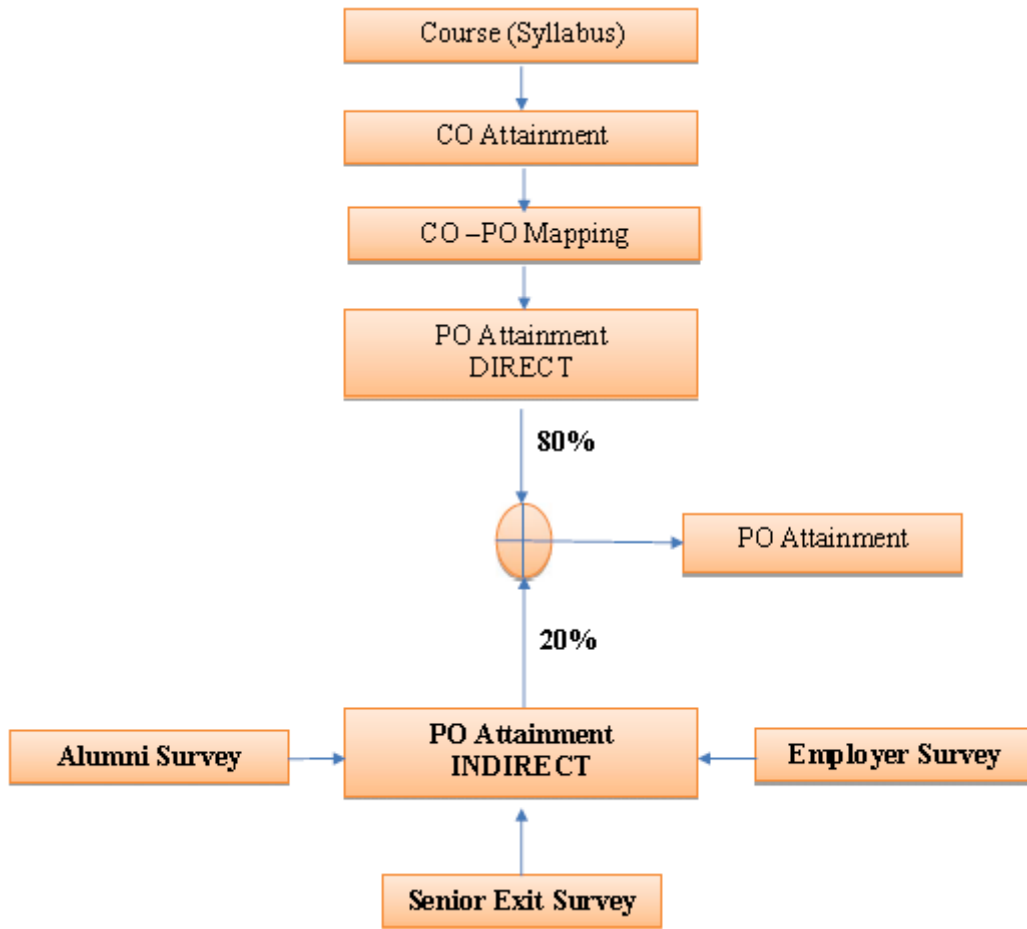 Course (Syllabus)
CO Attainment
CO –PO Mapping
PO Attainment
DIRECT
80%
PO Attainment
20%
PO Attainment
INDIRECT
Alumni Survey
Employer Survey
Senior Exit Survey